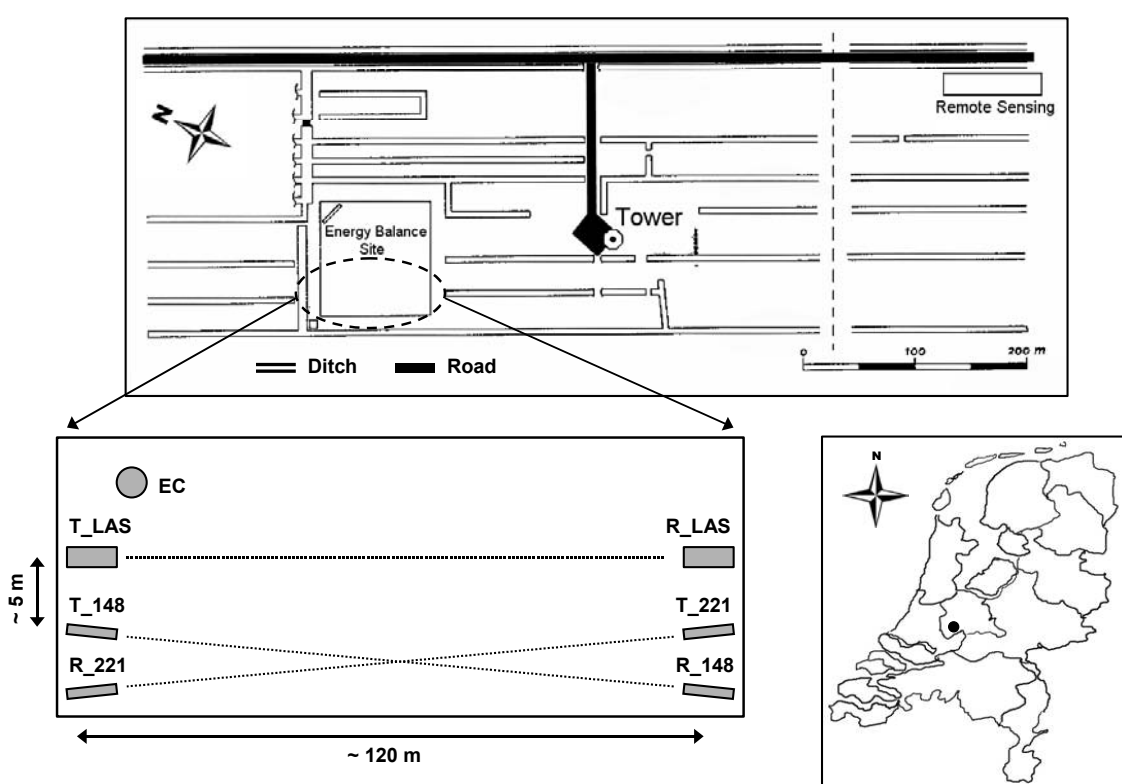 N
Remote Sensing
Tower
Energy Balance
Site
Ditch
Road
0
100
200 m
EC
T_LAS
R_LAS
~ 5 m
T_148
T_221
R_221
R_148
~ 120 m
N